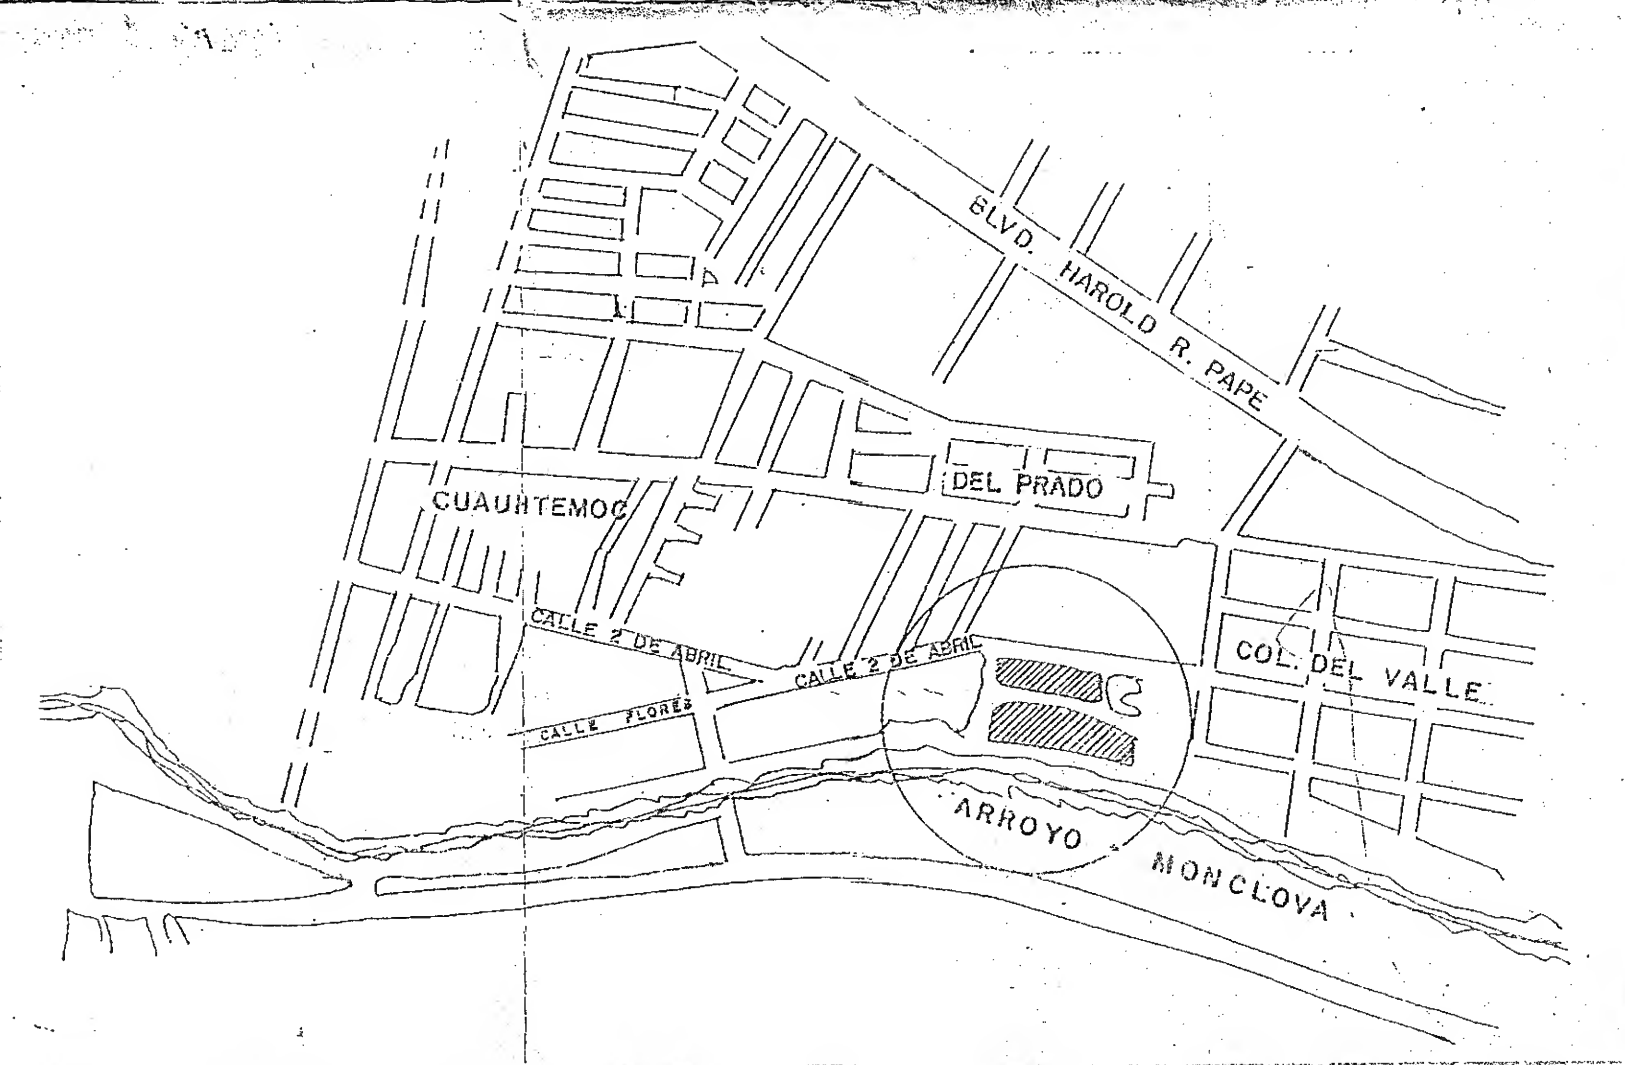 BLVD. HAROLD R. PAPE
DEL PRADO
CUAUHTEMOC
CALLE 2 DE ABRIL
CALLE 2 DE ABRIL
COL. DEL VALLE
CALLE FLORES
ARROYO MONCLOVA